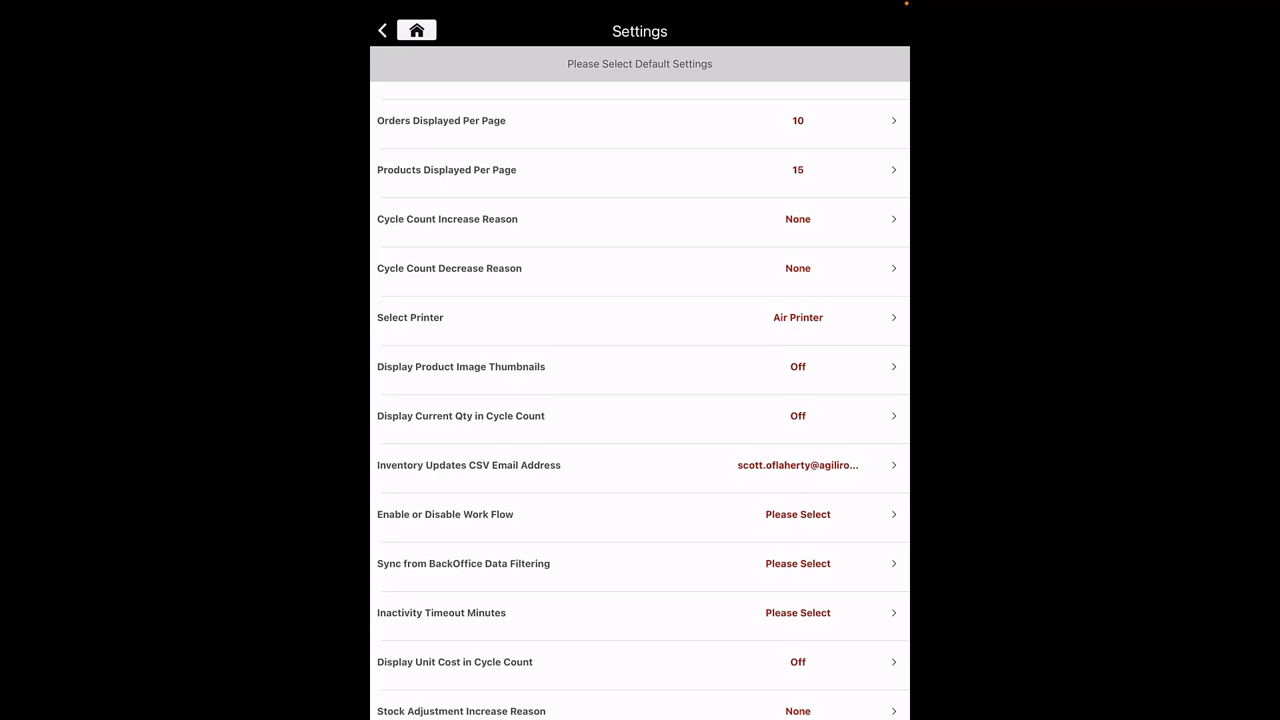 Settings
Please Select Default Settings
Orders Displayed Per Page 10
Products Displayed Per Page 15
Cycle Count Increase Reason None
Cycle Count Decrease Reason None
Select Printer Air Printer
Display Product Image Thumbnails Off
Display Current Qty in Cycle Count Off
Inventory Updates CSV Email Address scott.oflaherty@agiliro...
Enable or Disable Work Flow Please Select
Sync from BackOffice Data Filtering Please Select
Inactivity Timeout Minutes Please Select
Display Unit Cost in Cycle Count Off
Stock Adjustment Increase Reason None